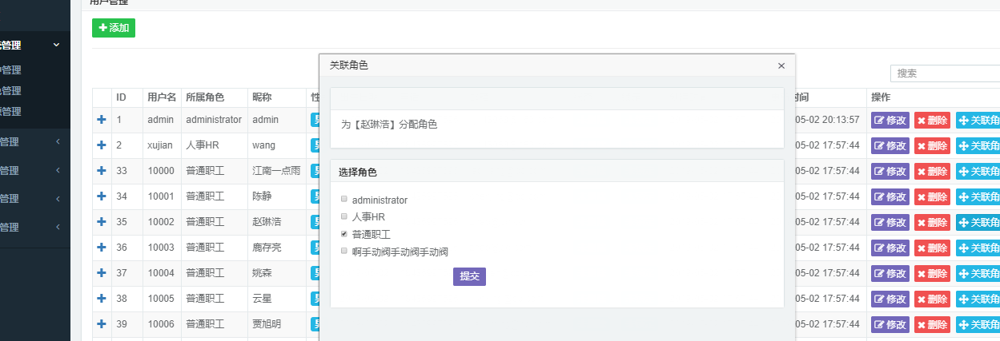 用户管理
添加
管理
管理
管理
管理
管理
管理
管理
管理
关联角色 ×
为【赵琳浩】分配角色
选择角色
administrator
人事HR
普通职工
啊手动阀手动阀手动阀
提交
搜索
ID 用户名 所属角色 昵称 时间 操作
1 admin administrator admin 05-02 20:13:57 修改 删除 关联角
2 xujian 人事HR wang 05-02 17:57:44 修改 删除 关联角
33 10000 普通职工 江南一点雨 05-02 17:57:44 修改 删除 关联角
34 10001 普通职工 陈静 05-02 17:57:44 修改 删除 关联角
35 10002 普通职工 赵琳浩 05-02 17:57:44 修改 删除 关联角
36 10003 普通职工 鹿存亮 05-02 17:57:44 修改 删除 关联角
37 10004 普通职工 姚森 05-02 17:57:44 修改 删除 关联角
38 10005 普通职工 云星 05-02 17:57:44 修改 删除 关联角
39 10006 普通职工 贾旭明 05-02 17:57:44 修改 删除 关联角